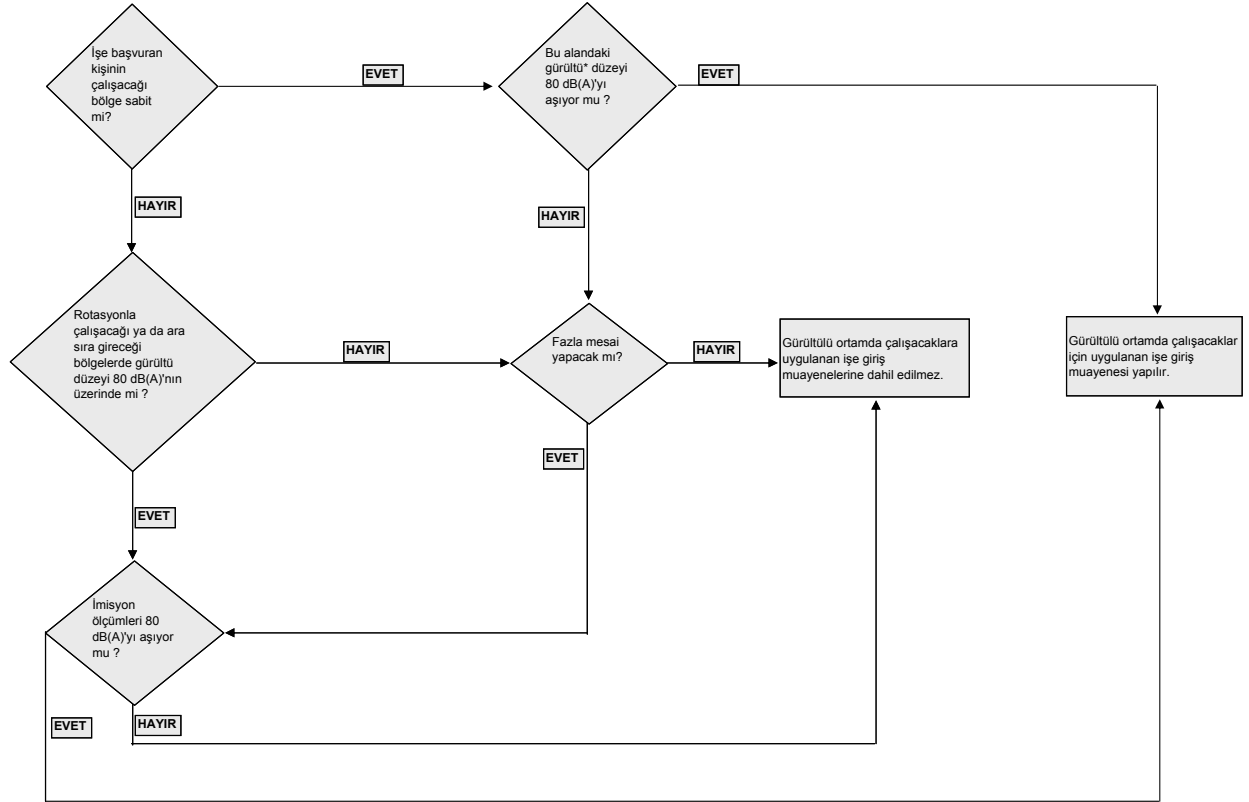 İşe başvuran
kişinin
çalışacağı
bölge sabit
mi?
EVET
Bu alandaki
gürültü* düzeyi
80 dB(A)'yı
aşıyor mu ?
EVET
HAYIR
HAYIR
Rotasyonla
çalışacağı ya da ara
sıra gireceği
bölgelerde gürültü
düzeyi 80 dB(A)'nın
üzerinde mi ?
HAYIR
Fazla mesai
yapacak mı?
HAYIR
Gürültülü ortamda çalışacaklara
uygulanan işe giriş
muayenelerine dahil edilmez.
Gürültülü ortamda çalışacaklar
için uygulanan işe giriş
muayenesi yapılır.
EVET
EVET
İmisyon
ölçümleri 80
dB(A)'yı aşıyor
mu ?
EVET
HAYIR